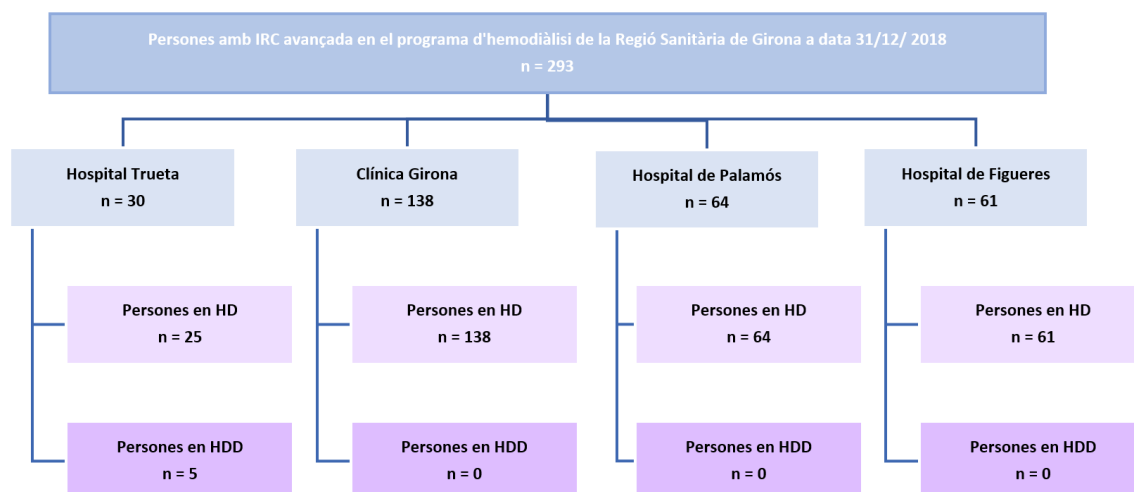 Persones amb IRC avançada en el programa d'hemodiàlisi de la Regió Sanitària de Girona a data 31/12/ 2018
n = 293
Hospital Trueta
n = 30
Clínica Girona
n = 138
Hospital de Palamós
n = 64
Hospital de Figueres
n = 61
Persones en HD
n = 25
Persones en HD
n = 138
Persones en HD
n = 64
Persones en HD
n = 61
Persones en HDD
n = 5
Persones en HDD
n = 0
Persones en HDD
n = 0
Persones en HDD
n = 0